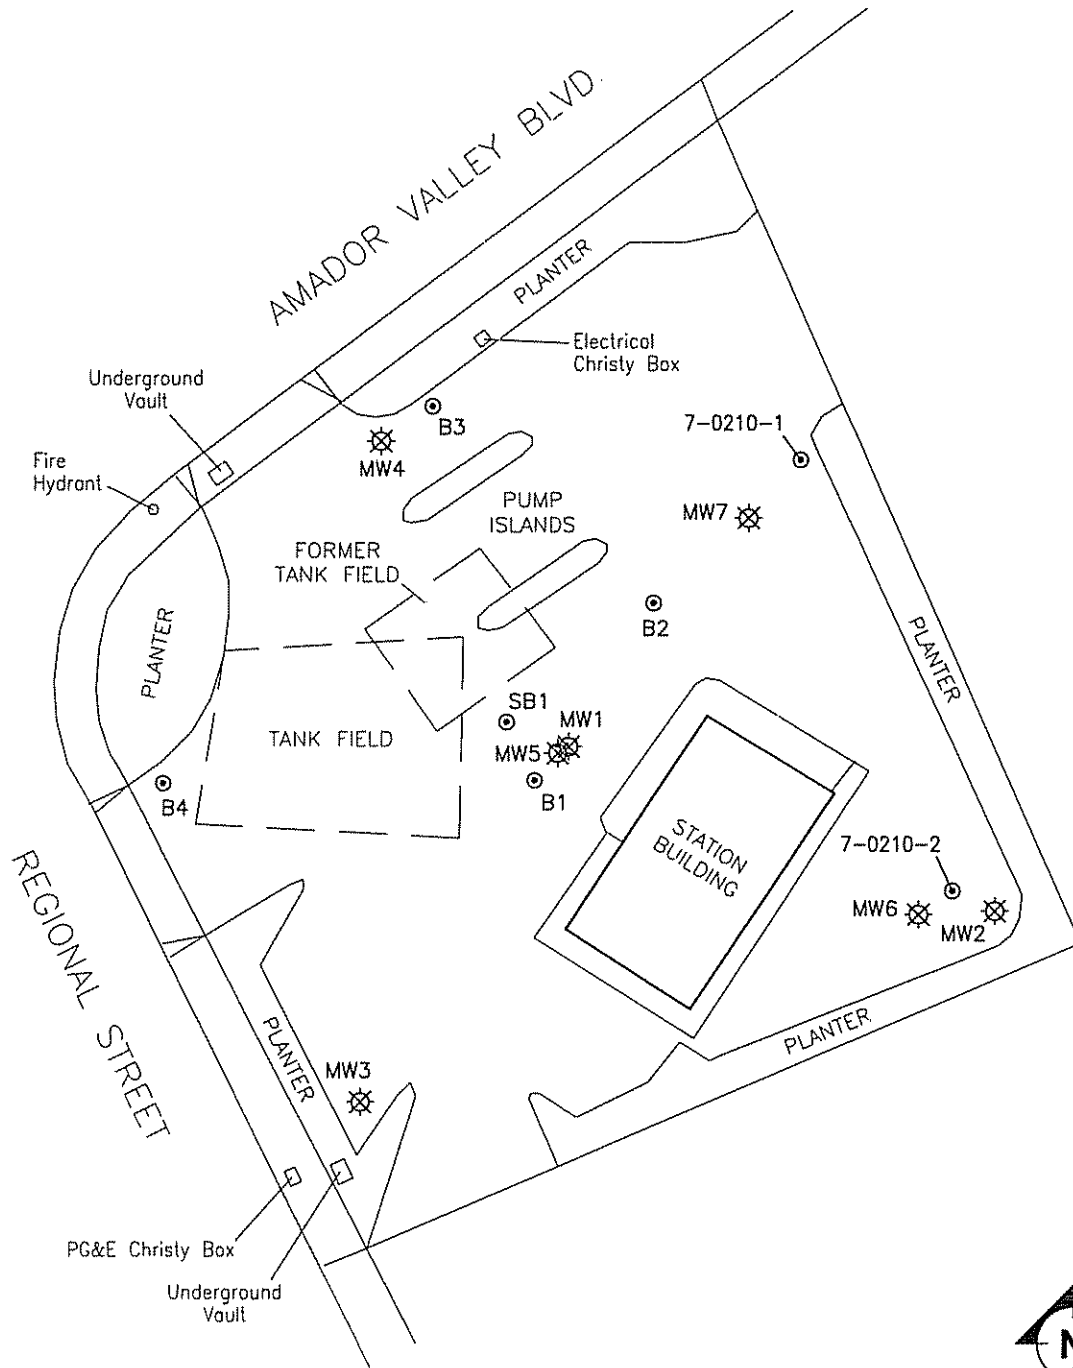 AMADOR VALLEY BLVD.
PLANTER
Electrical
Christy Box
Underground
Vault
B3
7-0210-1
MW4
Fire
Hydrant
PUMP
ISLANDS
MW7
FORMER
TANK FIELD
B2
PLANTER
PLANTER
SB1
MW1
TANK FIELD
MW5
B1
B4
STATION
BUILDING
7-0210-2
MW6
MW2
REGIONAL STREET
PLANTER
PLANTER
MW3
PG&E Christy Box
Underground
Vault
N